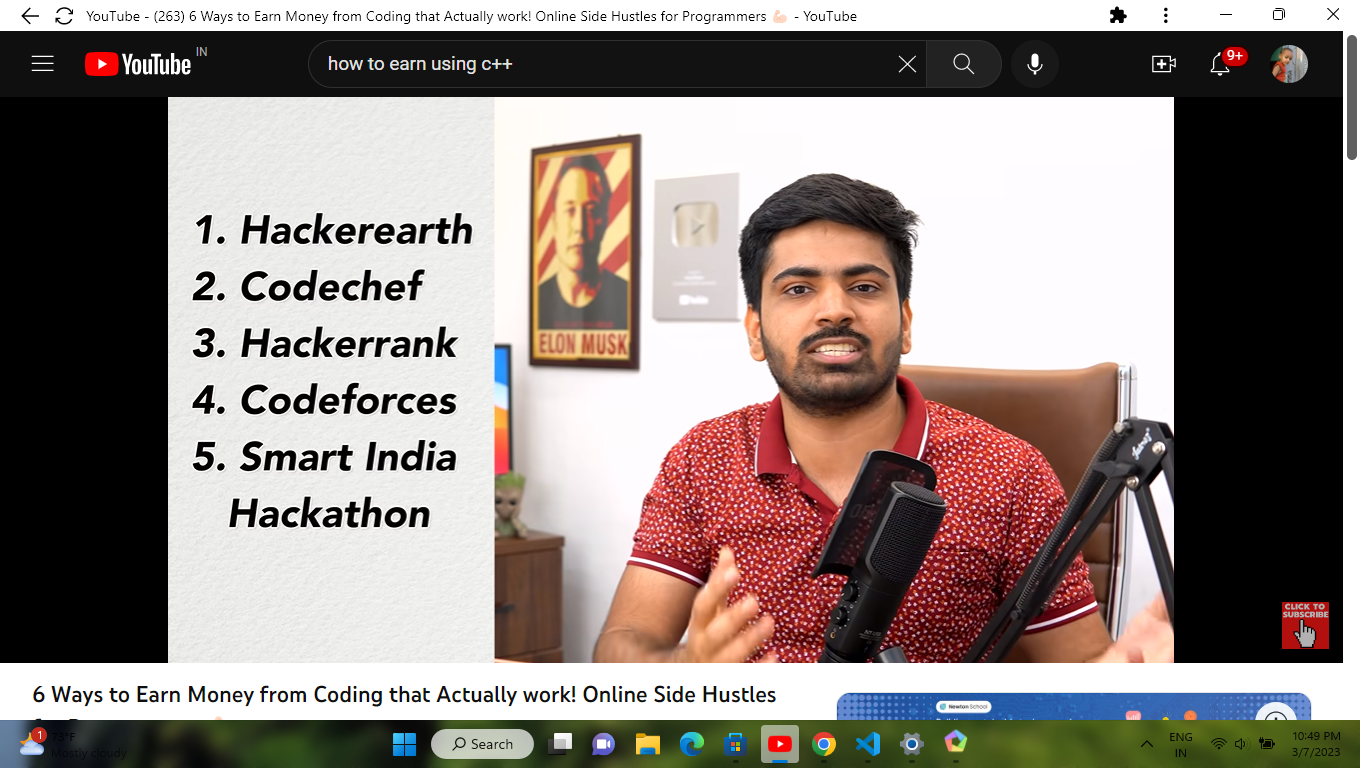 YouTube - (263) 6 Ways to Earn Money from Coding that Actually work! Online Side Hustles for Programmers 💪🏻 - YouTube
YouTube IN
how to earn using c++
9+
1. Hackerearth
2. Codechef
3. Hackerrank
4. Codeforces
5. Smart India
Hackathon
ELON MUSK
CLICK TO
SUBSCRIBE
6 Ways to Earn Money from Coding that Actually work! Online Side Hustles
Newton School
1
73°F
Mostly cloudy
Search
ENG
IN
10:49 PM
3/7/2023